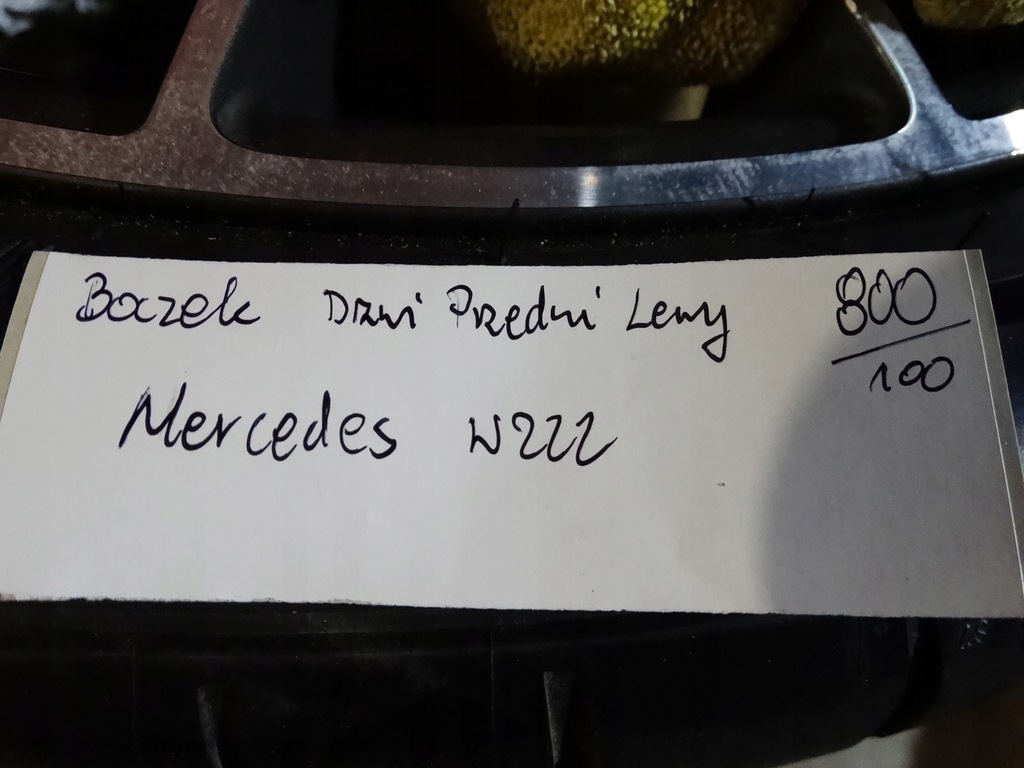 Boczek Drzwi Przedni Lewy 800
100
Mercedes W222